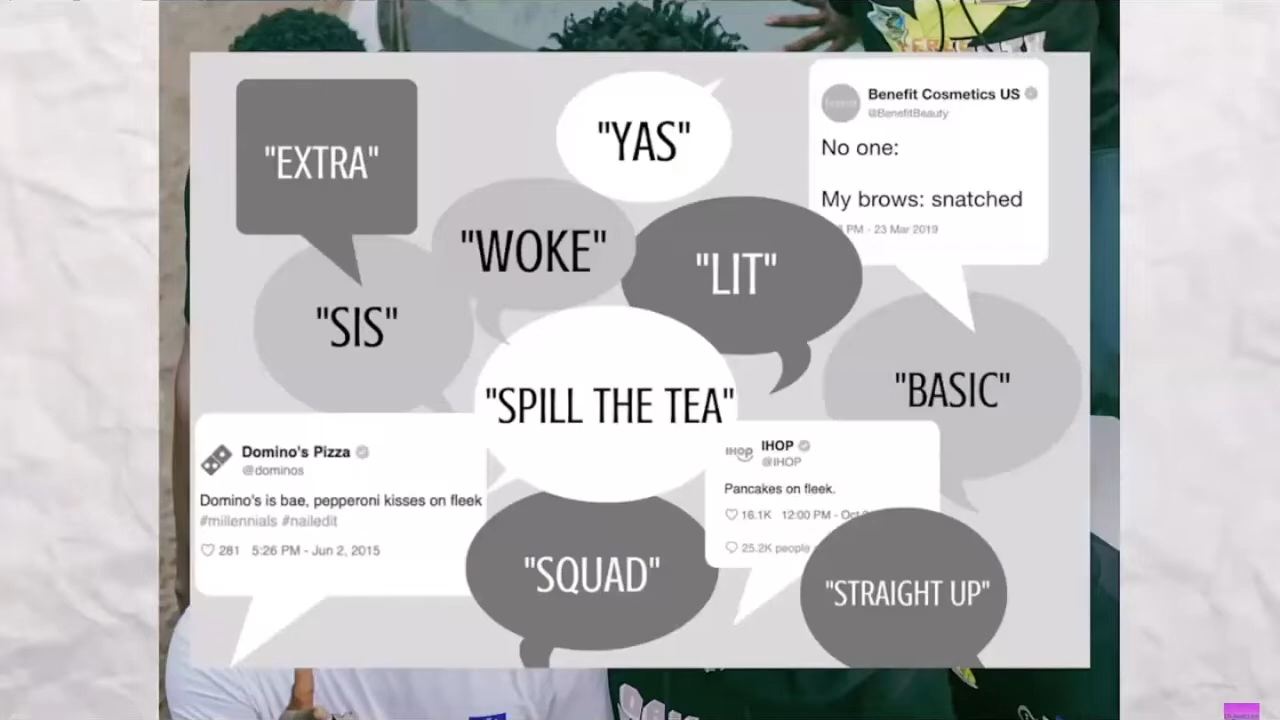 "EXTRA"
"YAS"
Benefit Cosmetics US
@BenefitBeauty
No one:
My brows: snatched
PM - 23 Mar 2019
"WOKE"
"LIT"
"SIS"
"SPILL THE TEA"
"BASIC"
Domino's Pizza
@dominos
Domino's is bae, pepperoni kisses on fleek
#millennials #nailedit
281 5:26 PM - Jun 2, 2015
IHOP
IHOP
@IHOP
Pancakes on fleek.
16.1K 12:00 PM - Oct
25.2K people
"SQUAD"
"STRAIGHT UP"